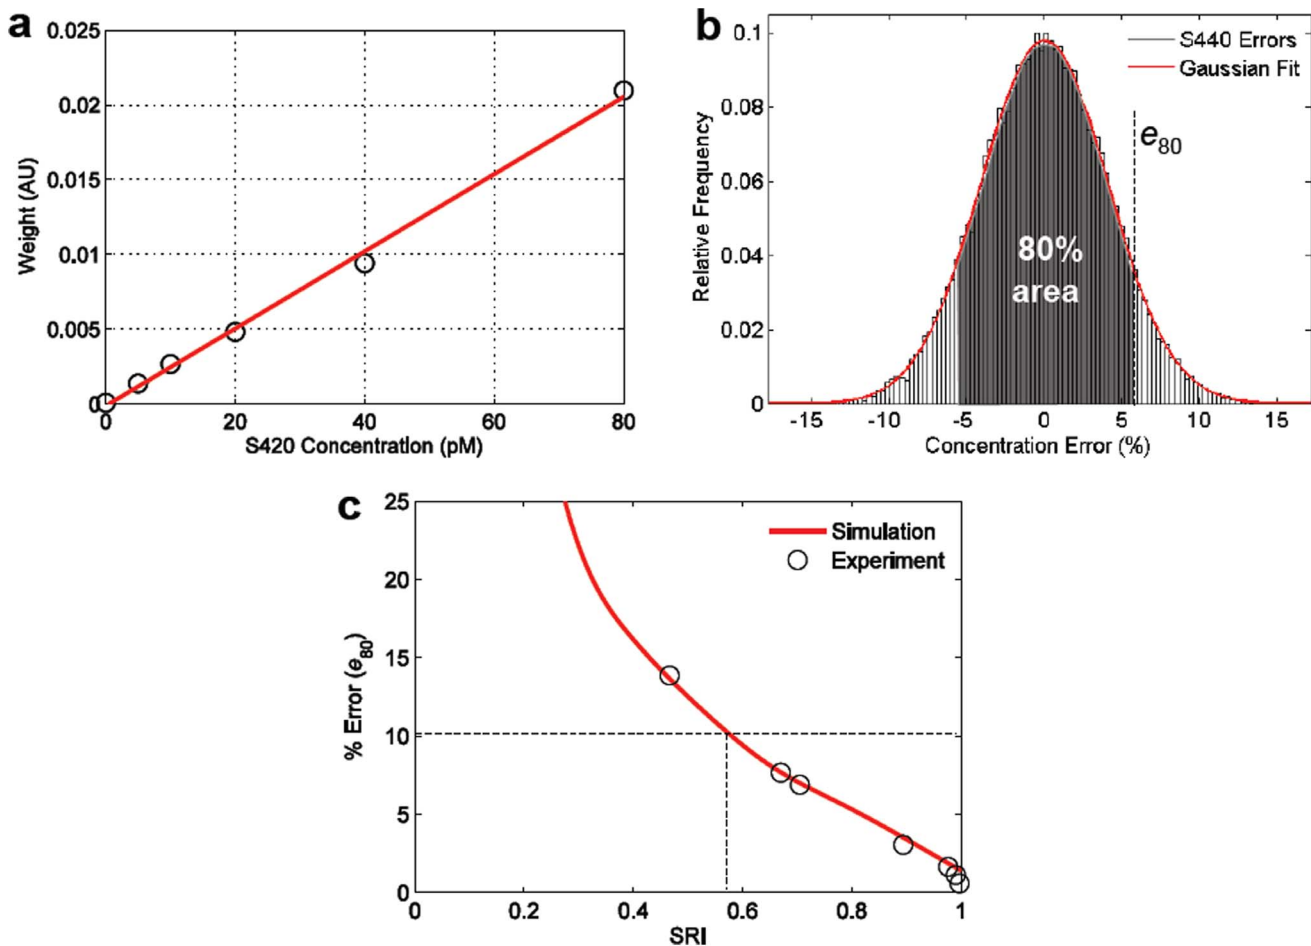 a
0.025
0.02
0.015
0.01
0.005
0
Weight (AU)
0 20 40 60 80
S420 Concentration (pM)
b
0.1
0.08
0.06
0.04
0.02
0
Relative Frequency
S440 Errors
Gaussian Fit
e80
80%
area
-15 -10 -5 0 5 10 15
Concentration Error (%)
c
25
20
15
10
5
0
% Error (e80)
Simulation
Experiment
0 0.2 0.4 0.6 0.8 1
SRI